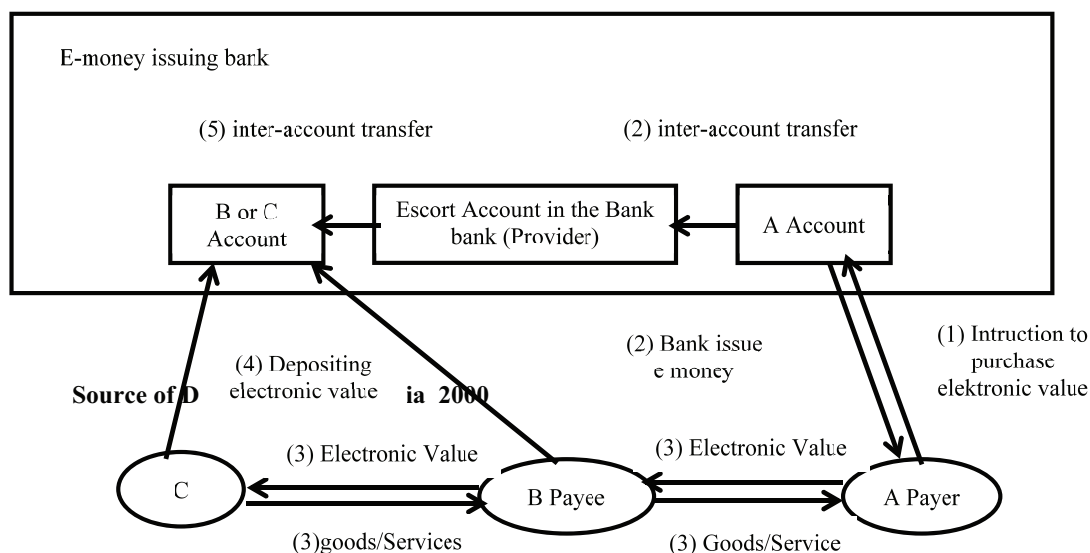 E-money issuing bank
(5) inter-account transfer
(2) inter-account transfer
B or C
Account
Escort Account in the Bank
bank (Provider)
A Account
(4) Depositing
electronic value
(2) Bank issue
e money
(1) Intruction to
purchase
elektronic value
Source of D
ia 2000
(3) Electronic Value
(3) Electronic Value
C
B Payee
A Payer
(3)goods/Services
(3) Goods/Service